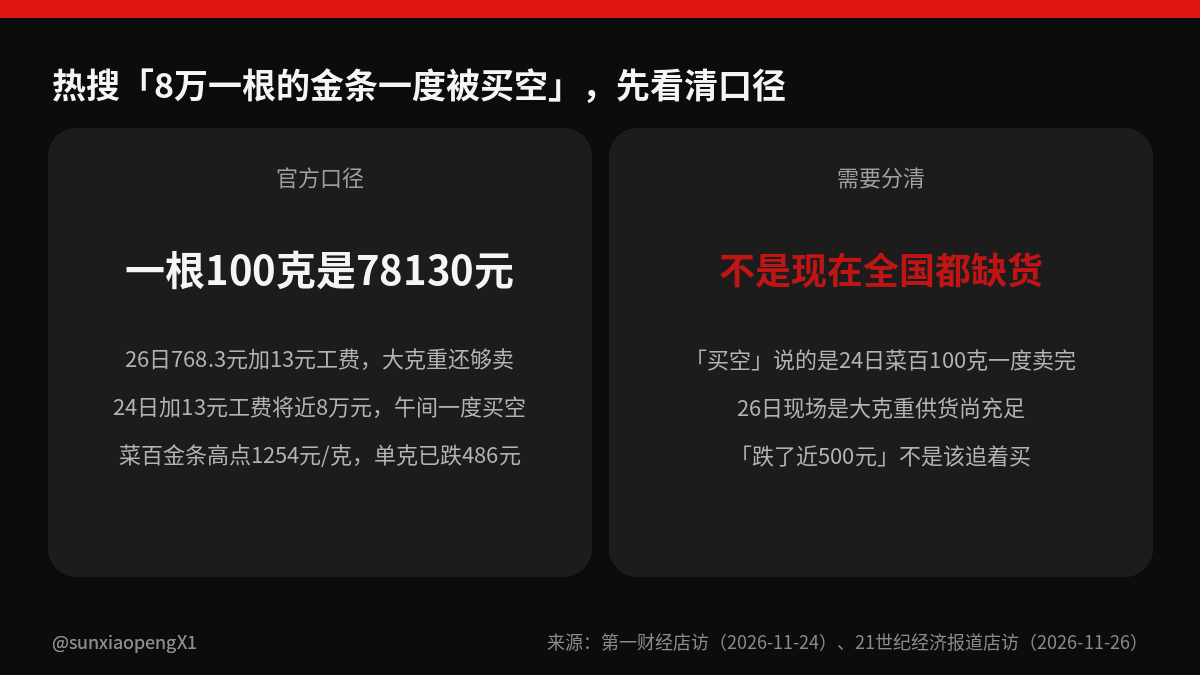 热搜「8万一根的金条一度被买空」，先看清口径
官方口径
一根100克是78130元
26日768.3元加13元工费，大克重还够卖
24日加13元工费将近8万元，午间一度买空
菜百金条高点1254元/克，单克已跌486元
需要分清
不是现在全国都缺货
「买空」说的是24日菜百100克一度卖完
26日现场是大克重供货尚充足
「跌了近500元」不是该追着买
@sunxiaopengX1
来源：第一财经店访（2026-11-24）、21世纪经济报道店访（2026-11-26）